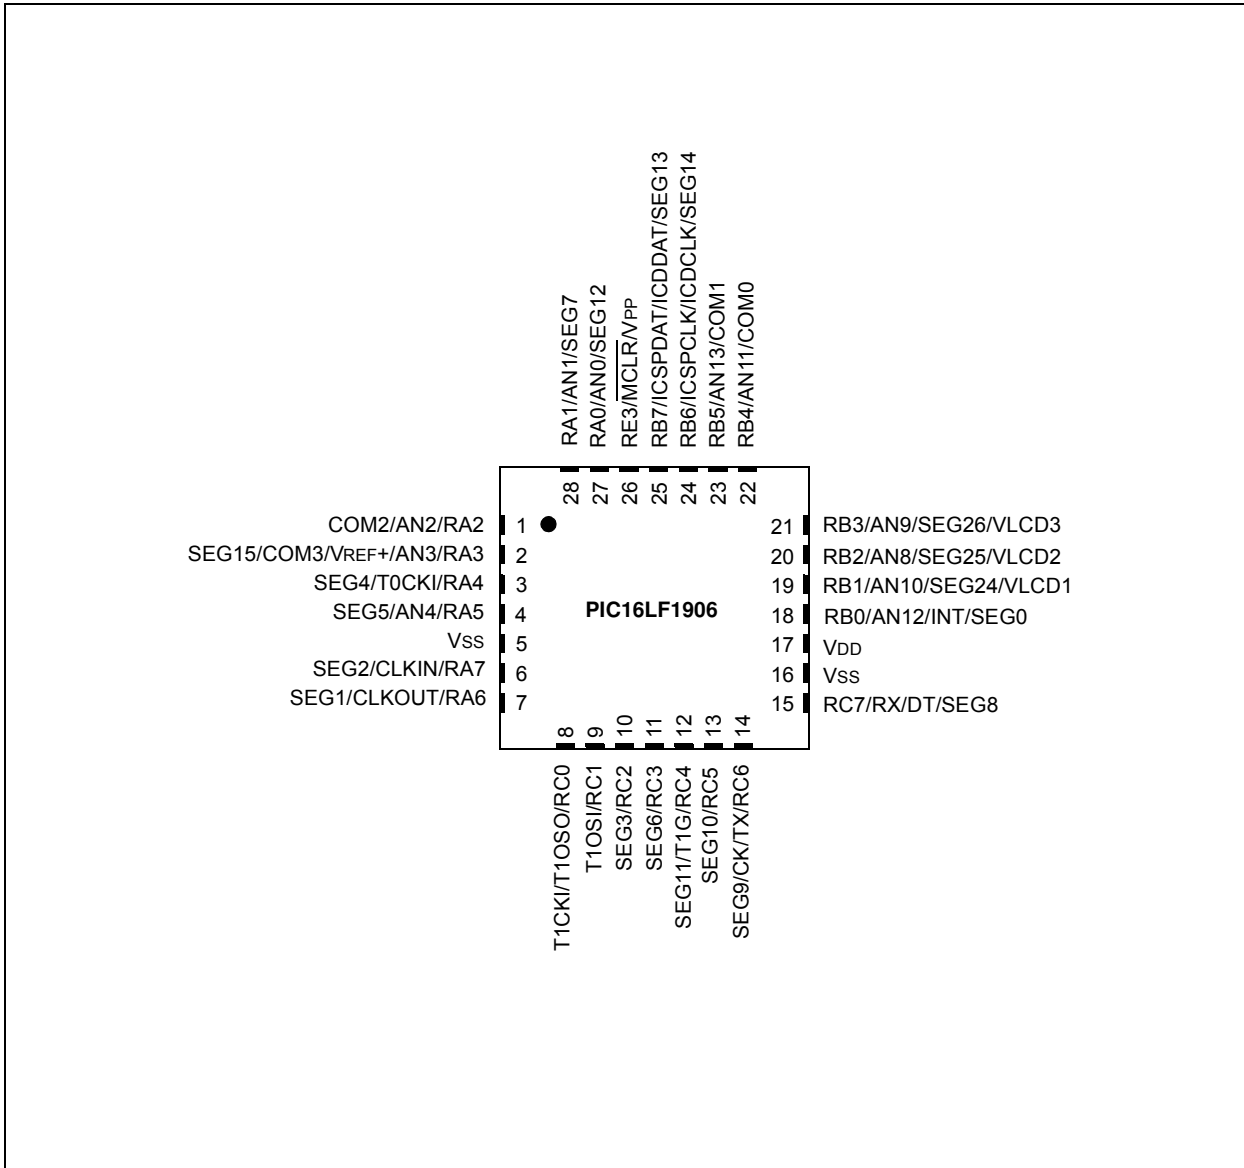 RA1/AN1/SEG7
RA0/AN0/SEG12
RE3/MCLR/VPP
RB7/ICSPDAT/ICDDAT/SEG13
RB6/ICSPCLK/ICDCLK/SEG14
RB5/AN13/COM1
RB4/AN11/COM0
28
27
26
25
24
23
22
COM2/AN2/RA2
1
SEG15/COM3/VREF+/AN3/RA3
2
SEG4/T0CKI/RA4
3
SEG5/AN4/RA5
4
VSS
5
SEG2/CLKIN/RA7
6
SEG1/CLKOUT/RA6
7
PIC16LF1906
21
RB3/AN9/SEG26/VLCD3
20
RB2/AN8/SEG25/VLCD2
19
RB1/AN10/SEG24/VLCD1
18
RB0/AN12/INT/SEG0
17
VDD
16
VSS
15
RC7/RX/DT/SEG8
8
9
10
11
12
13
14
T1CKI/T1OSO/RC0
T1OSI/RC1
SEG3/RC2
SEG6/RC3
SEG11/T1G/RC4
SEG10/RC5
SEG9/CK/TX/RC6